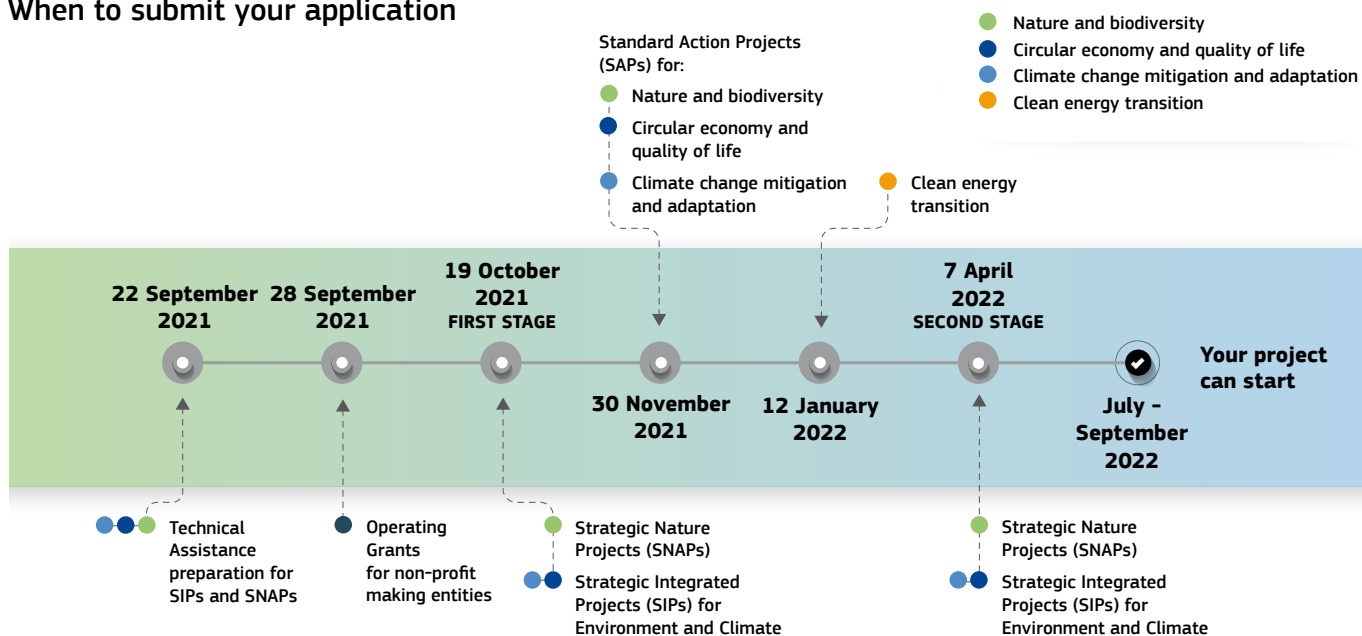 When to submit your application
Nature and biodiversity
Circular economy and quality of life
Climate change mitigation and adaptation
Clean energy transition
Standard Action Projects
(SAPs) for:
Nature and biodiversity
Circular economy and
quality of life
Climate change mitigation
and adaptation
Clean energy
transition
22 September
2021
28 September
2021
19 October
2021
FIRST STAGE
30 November
2021
12 January
2022
7 April
2022
SECOND STAGE
July -
September
2022
Your project
can start
Technical
Assistance
preparation for
SIPs and SNAPs
Operating
Grants
for non-profit
making entities
Strategic Nature
Projects (SNAPs)
Strategic Integrated
Projects (SIPs) for
Environment and Climate
Strategic Nature
Projects (SNAPs)
Strategic Integrated
Projects (SIPs) for
Environment and Climate